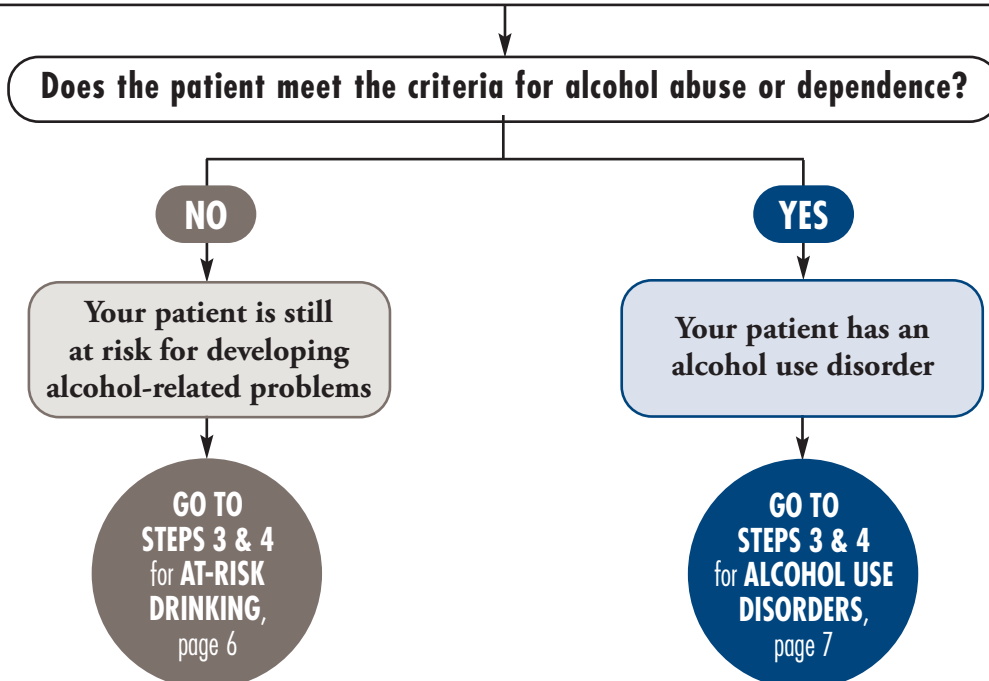 Does the patient meet the criteria for alcohol abuse or dependence?
NO
Your patient is still
at risk for developing
alcohol-related problems
GO TO
STEPS 3 & 4
for AT-RISK
DRINKING,
page 6
YES
Your patient has an
alcohol use disorder
GO TO
STEPS 3 & 4
for ALCOHOL USE
DISORDERS,
page 7